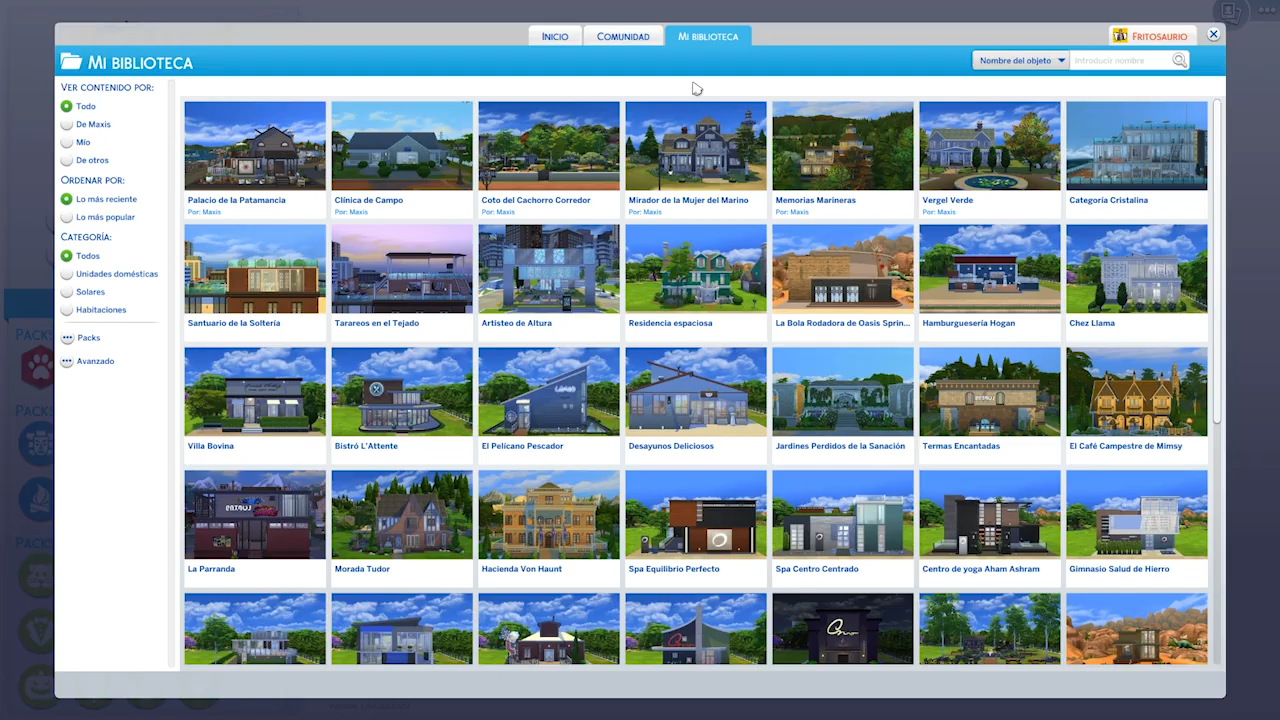 INICIO
COMUNIDAD
MI BIBLIOTECA
FRITOSAURIO
MI BIBLIOTECA
Nombre del objeto
Introducir nombre
VER CONTENIDO POR:
Todo
De Maxis
Mío
De otros
ORDENAR POR:
Lo más reciente
Lo más popular
CATEGORÍA:
Todos
Unidades domésticas
Solares
Habitaciones
Packs
Avanzado
Palacio de la Patamancia
Por: Maxis
Clínica de Campo
Por: Maxis
Coto del Cachorro Corredor
Por: Maxis
Mirador de la Mujer del Marino
Por: Maxis
Memorias Marineras
Por: Maxis
Vergel Verde
Por: Maxis
Categoría Cristalina
Santuario de la Soltería
Tarareos en el Tejado
Artisteo de Altura
Residencia espaciosa
La Bola Rodadora de Oasis Sprin...
Hamburguesería Hogan
Chez Llama
Villa Bovina
Bistró L'Attente
El Pelícano Pescador
Desayunos Deliciosos
Jardines Perdidos de la Sanación
Termas Encantadas
El Café Campestre de Mimsy
La Parranda
Morada Tudor
Hacienda Von Haunt
Spa Equilibrio Perfecto
Spa Centro Centrado
Centro de yoga Aham Ashram
Gimnasio Salud de Hierro
PACKS
PACKS
PACKS